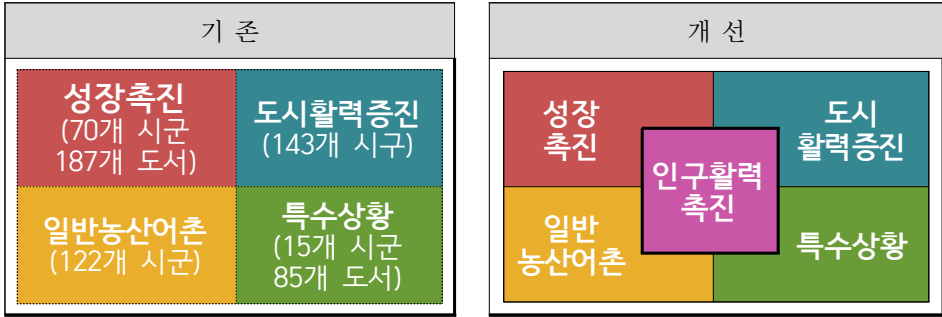 기 존
성장촉진
(70개 시군
187개 도서)
도시활력증진
(143개 시구)
일반농산어촌
(122개 시군)
특수상황
(15개 시군
85개 도서)
개 선
성장
촉진
도시
활력증진
인구활력
촉진
일반
농산어촌
특수상황